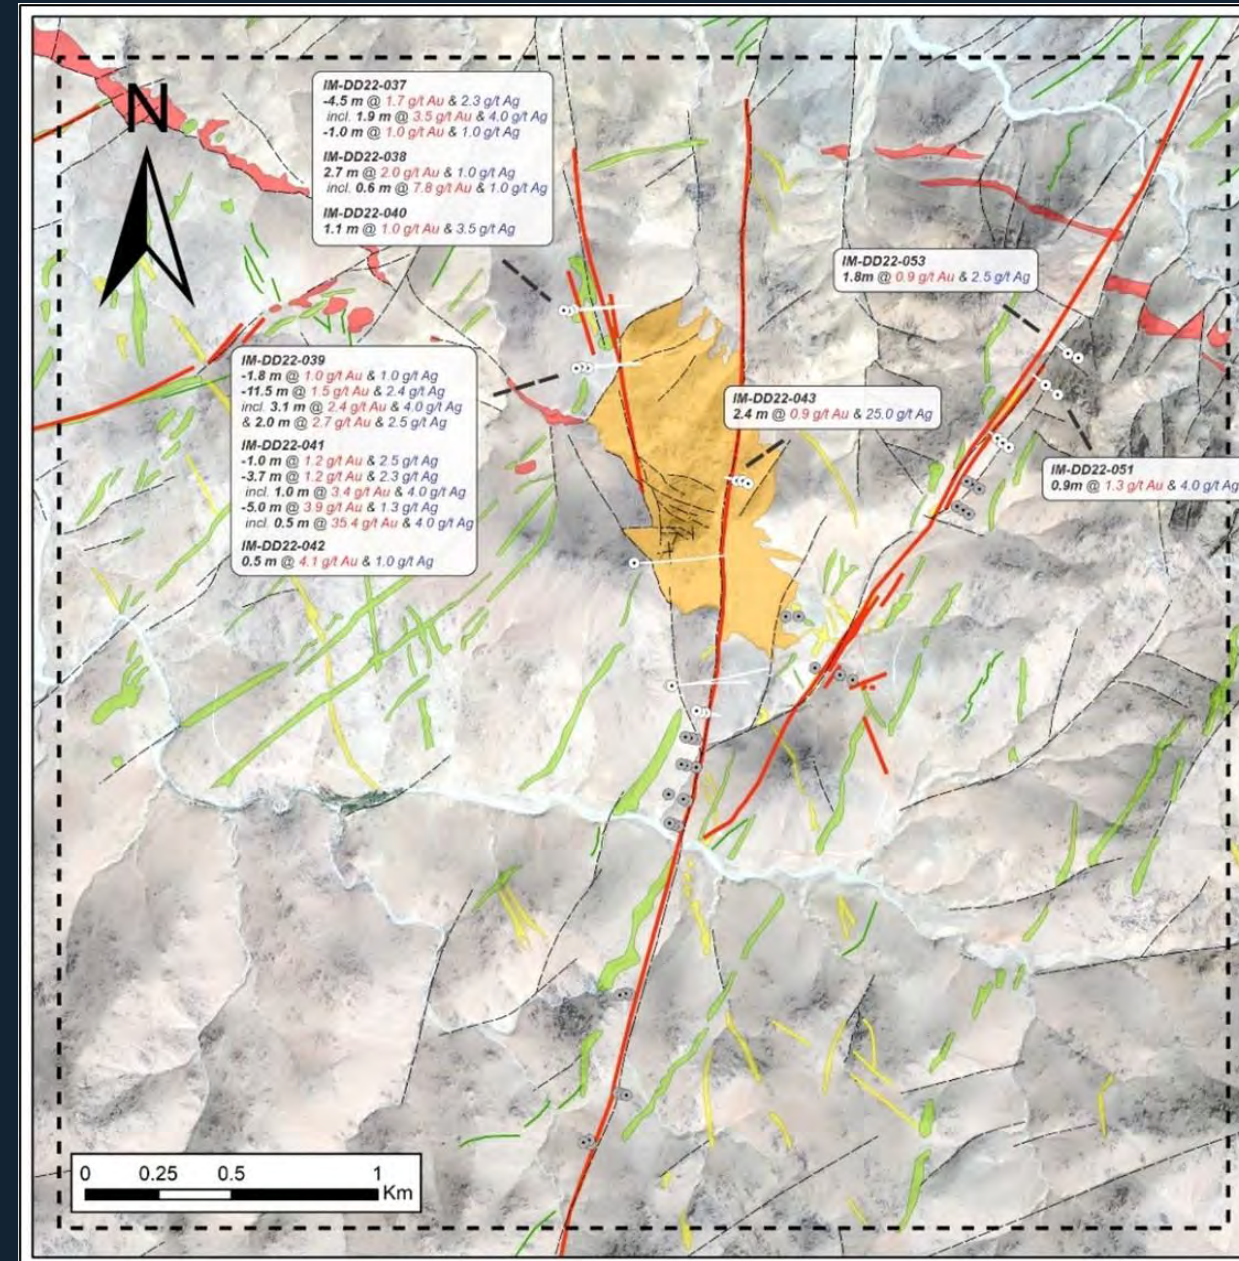 N
IM-DD22-037
-4.5 m @ 1.7 g/t Au & 2.3 g/t Ag
incl. 1.9 m @ 3.5 g/t Au & 4.0 g/t Ag
-1.0 m @ 1.0 g/t Au & 1.0 g/t Ag
IM-DD22-038
2.7 m @ 2.0 g/t Au & 1.0 g/t Ag
incl. 0.6 m @ 7.8 g/t Au & 1.0 g/t Ag
IM-DD22-040
1.1 m @ 1.0 g/t Au & 3.5 g/t Ag
IM-DD22-053
1.8m @ 0.9 g/t Au & 2.5 g/t Ag
IM-DD22-039
-1.8 m @ 1.0 g/t Au & 1.0 g/t Ag
-11.5 m @ 1.5 g/t Au & 2.4 g/t Ag
incl. 3.1 m @ 2.4 g/t Au & 4.0 g/t Ag
& 2.0 m @ 2.7 g/t Au & 2.5 g/t Ag
IM-DD22-041
-1.0 m @ 1.2 g/t Au & 2.5 g/t Ag
-3.7 m @ 1.2 g/t Au & 2.3 g/t Ag
incl. 1.0 m @ 3.4 g/t Au & 4.0 g/t Ag
-5.0 m @ 3.9 g/t Au & 1.3 g/t Ag
incl. 0.5 m @ 35.4 g/t Au & 4.0 g/t Ag
IM-DD22-042
0.5 m @ 4.1 g/t Au & 1.0 g/t Ag
IM-DD22-043
2.4 m @ 0.9 g/t Au & 25.0 g/t Ag
IM-DD22-051
0.9m @ 1.3 g/t Au & 4.0 g/t Ag
0 0.25 0.5 1
Km